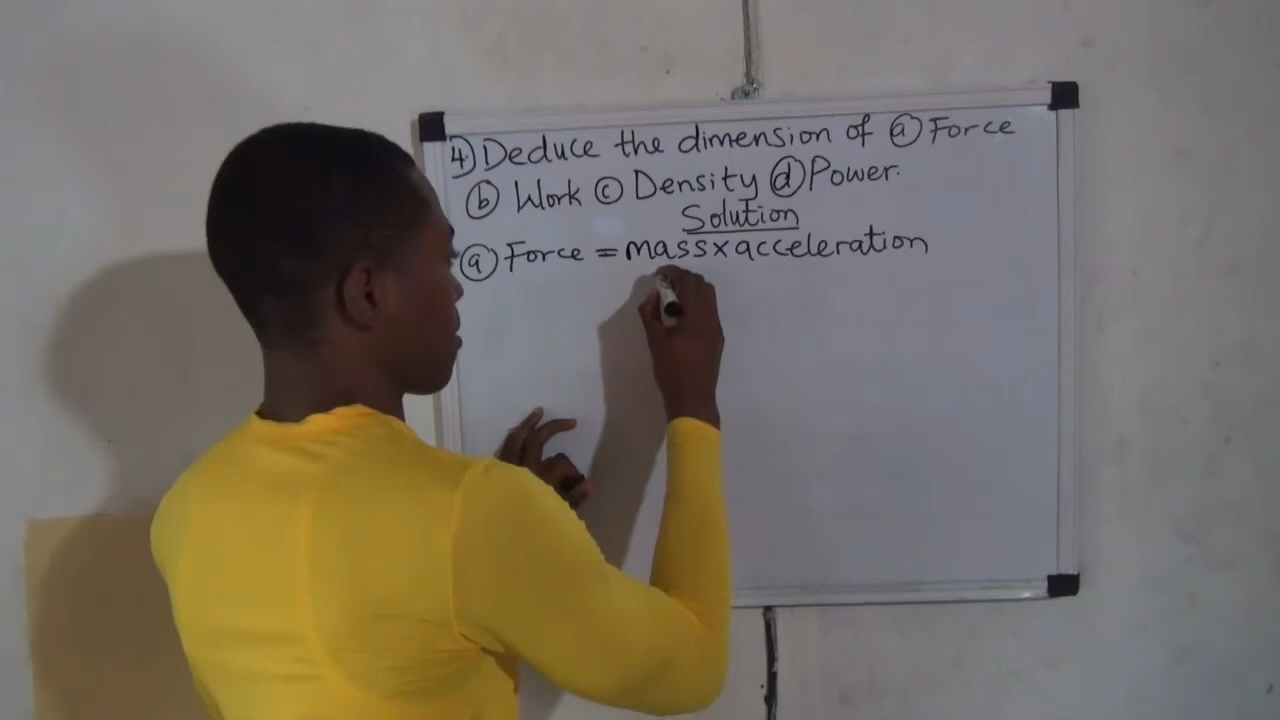 4) Deduce the dimension of ⓐ Force
ⓑ Work ⓒ Density ⓓ Power.
Solution
ⓐ Force = mass x acceleration